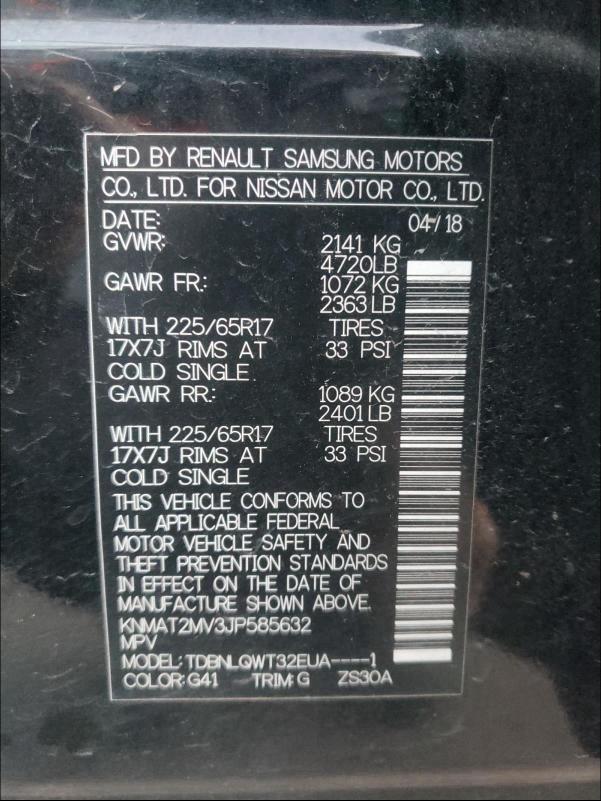 MFD BY RENAULT SAMSUNG MOTORS
CO., LTD. FOR NISSAN MOTOR CO., LTD.
DATE: 04/18
GVWR: 2141 KG
4720LB
GAWR FR.: 1072 KG
2363 LB
WITH 225/65R17 TIRES
17X7J RIMS AT 33 PSI
COLD SINGLE
GAWR RR.: 1089 KG
2401 LB
WITH 225/65R17 TIRES
17X7J RIMS AT 33 PSI
COLD SINGLE
THIS VEHICLE CONFORMS TO
ALL APPLICABLE FEDERAL
MOTOR VEHICLE SAFETY AND
THEFT PREVENTION STANDARDS
IN EFFECT ON THE DATE OF
MANUFACTURE SHOWN ABOVE.
KNMAT2MV3JP585632
MPV
MODEL: TDBNLQWT32EUA----1
COLOR: G41 TRIM: G ZS30A